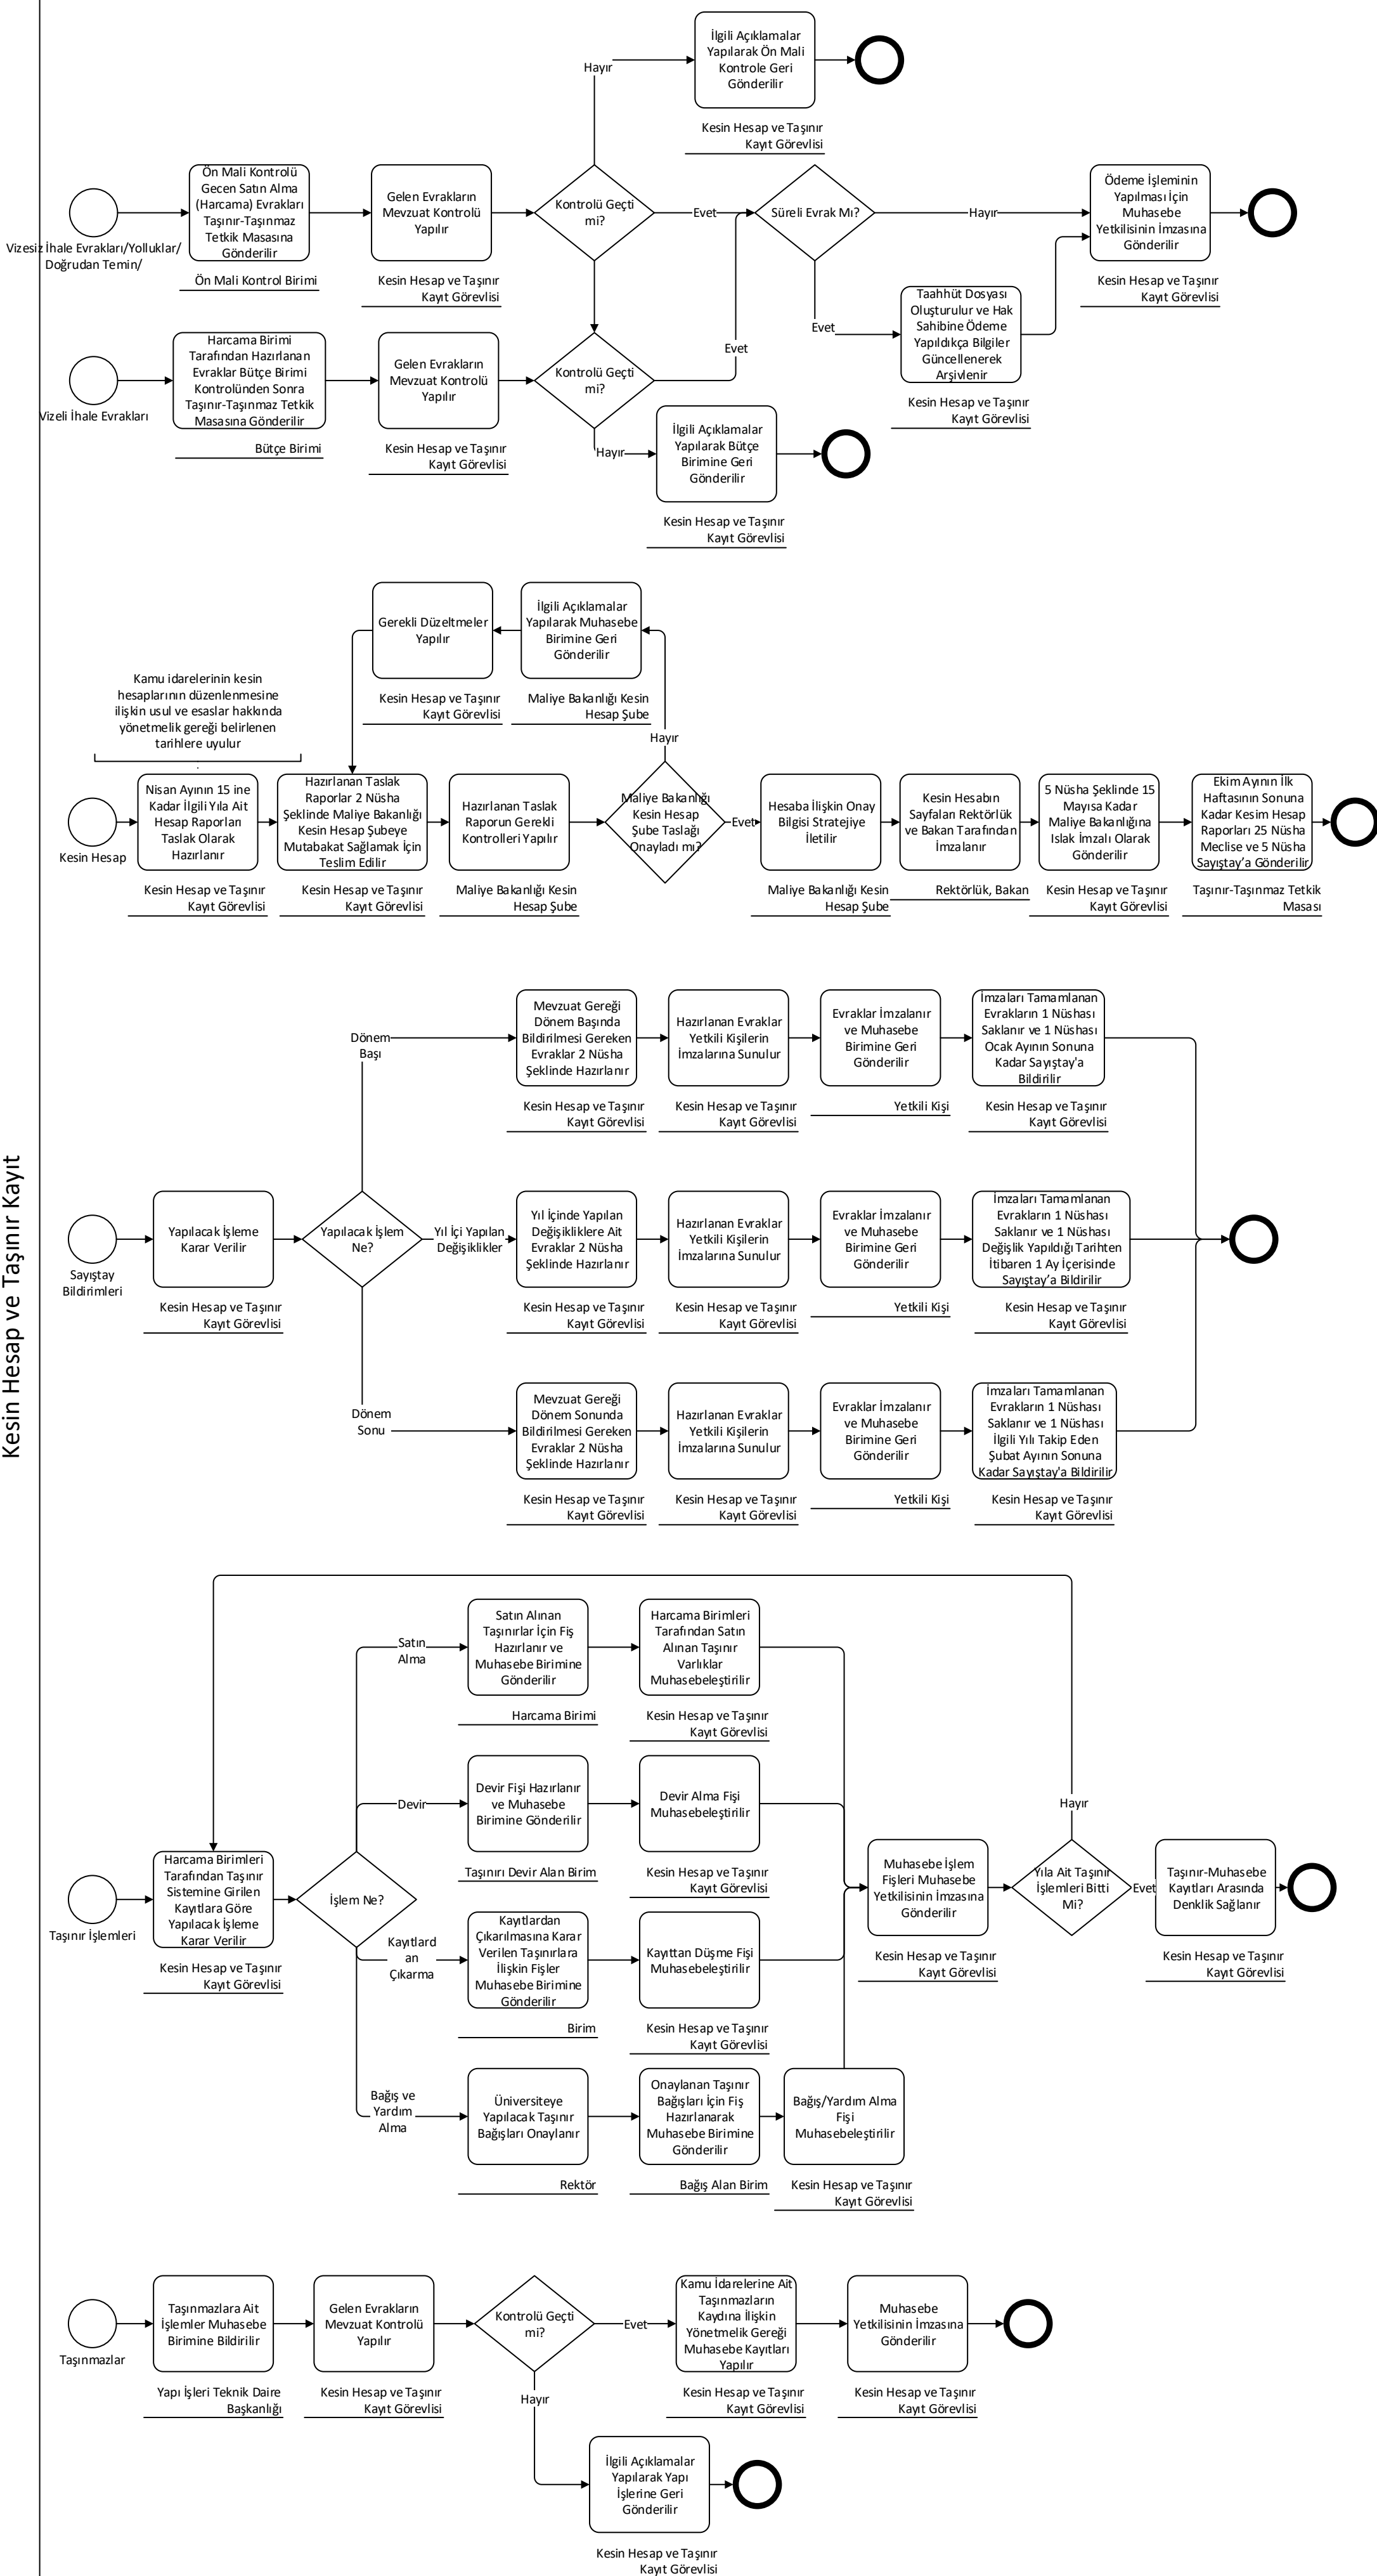 Kesin Hesap ve Taşınır Kayıt
İlgili Açıklamalar
Yapılarak Ön Mali
Kontrole Geri
Gönderilir
Kesin Hesap ve Taşınır
Kayıt Görevlisi
Hayır
Vizesiz İhale Evrakları/Yolluklar/
Doğrudan Temin/
Ön Mali Kontrolü
Gecen Satın Alma
(Harcama) Evrakları
Taşınır-Taşınmaz
Tetkik Masasına
Gönderilir
Ön Mali Kontrol Birimi
Gelen Evrakların
Mevzuat Kontrolü
Yapılır
Kesin Hesap ve Taşınır
Kayıt Görevlisi
Kontrolü Geçti
mi?
Evet
Süreli Evrak Mı?
Hayır
Ödeme İşleminin
Yapılması İçin
Muhasebe
Yetkilisinin İmzasına
Gönderilir
Kesin Hesap ve Taşınır
Kayıt Görevlisi
Evet
Taahhüt Dosyası
Oluşturulur ve Hak
Sahibine Ödeme
Yapıldıkça Bilgiler
Güncellenerek
Arşivlenir
Kesin Hesap ve Taşınır
Kayıt Görevlisi
Vizeli İhale Evrakları
Harcama Birimi
Tarafından Hazırlanan
Evraklar Bütçe Birimi
Kontrolünden Sonra
Taşınır-Taşınmaz Tetkik
Masasına Gönderilir
Bütçe Birimi
Gelen Evrakların
Mevzuat Kontrolü
Yapılır
Kesin Hesap ve Taşınır
Kayıt Görevlisi
Kontrolü Geçti
mi?
Evet
Hayır
İlgili Açıklamalar
Yapılarak Bütçe
Birimine Geri
Gönderilir
Kesin Hesap ve Taşınır
Kayıt Görevlisi
Gerekli Düzeltmeler
Yapılır
Kesin Hesap ve Taşınır
Kayıt Görevlisi
İlgili Açıklamalar
Yapılarak Muhasebe
Birimine Geri
Gönderilir
Maliye Bakanlığı Kesin
Hesap Şube
Hayır
Kamu idarelerinin kesin
hesaplarının düzenlenmesine
ilişkin usul ve esaslar hakkında
yönetmelik gereği belirlenen
tarihlere uyulur
Kesin Hesap
Nisan Ayının 15 ine
Kadar İlgili Yıla Ait
Hesap Raporları
Taslak Olarak
Hazırlanır
Kesin Hesap ve Taşınır
Kayıt Görevlisi
Hazırlanan Taslak
Raporlar 2 Nüsha
Şeklinde Maliye Bakanlığı
Kesin Hesap Şubeye
Mutabakat Sağlamak İçin
Teslim Edilir
Kesin Hesap ve Taşınır
Kayıt Görevlisi
Hazırlanan Taslak
Raporun Gerekli
Kontrolleri Yapılır
Maliye Bakanlığı Kesin
Hesap Şube
Maliye Bakanlığı
Kesin Hesap
Şube Taslağı
Onayladı mı?
Evet
Hesaba İlişkin Onay
Bilgisi Stratejiye
İletilir
Maliye Bakanlığı Kesin
Hesap Şube
Kesin Hesabın
Sayfaları Rektörlük
ve Bakan Tarafından
İmzalanır
Rektörlük, Bakan
5 Nüsha Şeklinde 15
Mayısa Kadar
Maliye Bakanlığına
Islak İmzalı Olarak
Gönderilir
Kesin Hesap ve Taşınır
Kayıt Görevlisi
Ekim Ayının İlk
Haftasının Sonuna
Kadar Kesim Hesap
Raporları 25 Nüsha
Meclise ve 5 Nüsha
Sayıştay’a Gönderilir
Taşınır-Taşınmaz Tetkik
Masası
Dönem
Başı
Mevzuat Gereği
Dönem Başında
Bildirilmesi Gereken
Evraklar 2 Nüsha
Şeklinde Hazırlanır
Kesin Hesap ve Taşınır
Kayıt Görevlisi
Hazırlanan Evraklar
Yetkili Kişilerin
İmzalarına Sunulur
Kesin Hesap ve Taşınır
Kayıt Görevlisi
Evraklar İmzalanır
ve Muhasebe
Birimine Geri
Gönderilir
Yetkili Kişi
İmzaları Tamamlanan
Evrakların 1 Nüshası
Saklanır ve 1 Nüshası
Ocak Ayının Sonuna
Kadar Sayıştay'a
Bildirilir
Kesin Hesap ve Taşınır
Kayıt Görevlisi
Sayıştay
Bildirimleri
Yapılacak İşleme
Karar Verilir
Kesin Hesap ve Taşınır
Kayıt Görevlisi
Yapılacak İşlem
Ne?
Yıl İçi Yapılan
Değişiklikler
Yıl İçinde Yapılan
Değişikliklere Ait
Evraklar 2 Nüsha
Şeklinde Hazırlanır
Kesin Hesap ve Taşınır
Kayıt Görevlisi
Hazırlanan Evraklar
Yetkili Kişilerin
İmzalarına Sunulur
Kesin Hesap ve Taşınır
Kayıt Görevlisi
Evraklar İmzalanır
ve Muhasebe
Birimine Geri
Gönderilir
Yetkili Kişi
İmzaları Tamamlanan
Evrakların 1 Nüshası
Saklanır ve 1 Nüshası
Değişlik Yapıldığı Tarihten
İtibaren 1 Ay İçerisinde
Sayıştay’a Bildirilir
Kesin Hesap ve Taşınır
Kayıt Görevlisi
Dönem
Sonu
Mevzuat Gereği
Dönem Sonunda
Bildirilmesi Gereken
Evraklar 2 Nüsha
Şeklinde Hazırlanır
Kesin Hesap ve Taşınır
Kayıt Görevlisi
Hazırlanan Evraklar
Yetkili Kişilerin
İmzalarına Sunulur
Kesin Hesap ve Taşınır
Kayıt Görevlisi
Evraklar İmzalanır
ve Muhasebe
Birimine Geri
Gönderilir
Yetkili Kişi
İmzaları Tamamlanan
Evrakların 1 Nüshası
Saklanır ve 1 Nüshası
İlgili Yılı Takip Eden
Şubat Ayının Sonuna
Kadar Sayıştay'a Bildirilir
Kesin Hesap ve Taşınır
Kayıt Görevlisi
Satın
Alma
Satın Alınan
Taşınırlar İçin Fiş
Hazırlanır ve
Muhasebe Birimine
Gönderilir
Harcama Birimi
Harcama Birimleri
Tarafından Satın
Alınan Taşınır
Varlıklar
Muhasebeleştirilir
Kesin Hesap ve Taşınır
Kayıt Görevlisi
Devir
Devir Fişi Hazırlanır
ve Muhasebe
Birimine Gönderilir
Taşınırı Devir Alan Birim
Devir Alma Fişi
Muhasebeleştirilir
Kesin Hesap ve Taşınır
Kayıt Görevlisi
Hayır
Taşınır İşlemleri
Harcama Birimleri
Tarafından Taşınır
Sistemine Girilen
Kayıtlara Göre
Yapılacak İşleme
Karar Verilir
Kesin Hesap ve Taşınır
Kayıt Görevlisi
İşlem Ne?
Kayıtlard
an
Çıkarma
Kayıtlardan
Çıkarılmasına Karar
Verilen Taşınırlara
İlişkin Fişler
Muhasebe Birimine
Gönderilir
Birim
Kayıttan Düşme Fişi
Muhasebeleştirilir
Kesin Hesap ve Taşınır
Kayıt Görevlisi
Muhasebe İşlem
Fişleri Muhasebe
Yetkilisinin İmzasına
Gönderilir
Kesin Hesap ve Taşınır
Kayıt Görevlisi
Yıla Ait Taşınır
İşlemleri Bitti
Mi?
Evet
Taşınır-Muhasebe
Kayıtları Arasında
Denklik Sağlanır
Kesin Hesap ve Taşınır
Kayıt Görevlisi
Bağış ve
Yardım
Alma
Üniversiteye
Yapılacak Taşınır
Bağışları Onaylanır
Rektör
Onaylanan Taşınır
Bağışları İçin Fiş
Hazırlanarak
Muhasebe Birimine
Gönderilir
Bağış Alan Birim
Bağış/Yardım Alma
Fişi
Muhasebeleştirilir
Kesin Hesap ve Taşınır
Kayıt Görevlisi
Taşınmazlar
Taşınmazlara Ait
İşlemler Muhasebe
Birimine Bildirilir
Yapı İşleri Teknik Daire
Başkanlığı
Gelen Evrakların
Mevzuat Kontrolü
Yapılır
Kesin Hesap ve Taşınır
Kayıt Görevlisi
Kontrolü Geçti
mi?
Evet
Kamu İdarelerine Ait
Taşınmazların
Kaydına İlişkin
Yönetmelik Gereği
Muhasebe Kayıtları
Yapılır
Kesin Hesap ve Taşınır
Kayıt Görevlisi
Muhasebe
Yetkilisinin İmzasına
Gönderilir
Kesin Hesap ve Taşınır
Kayıt Görevlisi
Hayır
İlgili Açıklamalar
Yapılarak Yapı
İşlerine Geri
Gönderilir
Kesin Hesap ve Taşınır
Kayıt Görevlisi